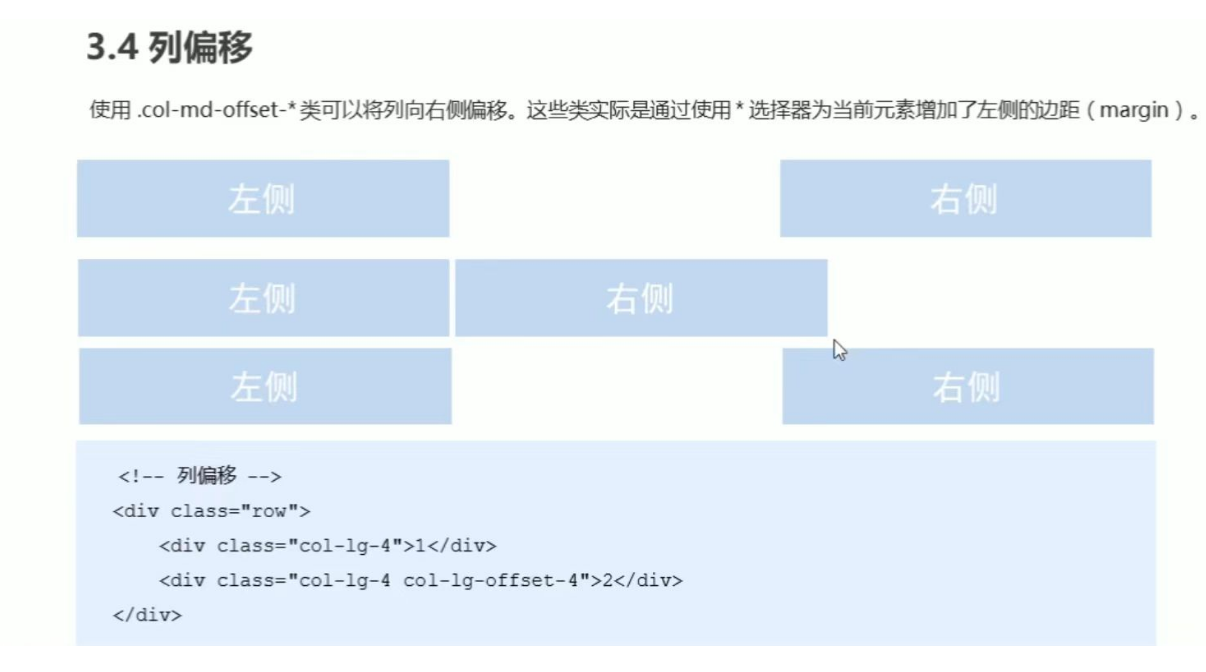 3.4 列偏移
使用 .col-md-offset-* 类可以将列向右侧偏移。这些类实际是通过使用 * 选择器为当前元素增加了左侧的边距（margin）。
左侧 右侧
左侧 右侧
左侧 右侧
<!-- 列偏移 -->
<div class="row">
    <div class="col-lg-4">1</div>
    <div class="col-lg-4 col-lg-offset-4">2</div>
</div>